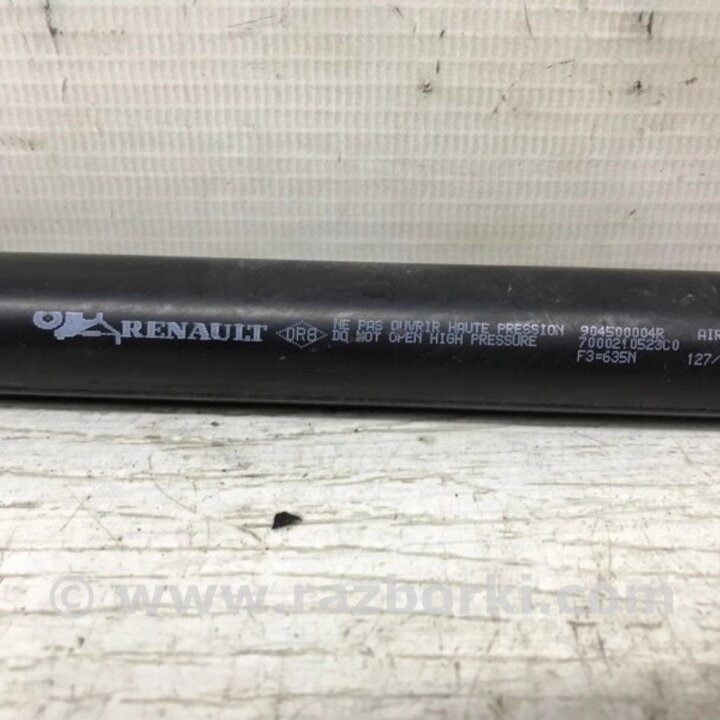 RENAULT
OR8
NE PAS OUVRIR HAUTE PRESSION 904500004R AIR
DO NOT OPEN HIGH PRESSURE 7000210523C0
F3=635N 127/
© www.razborki.com